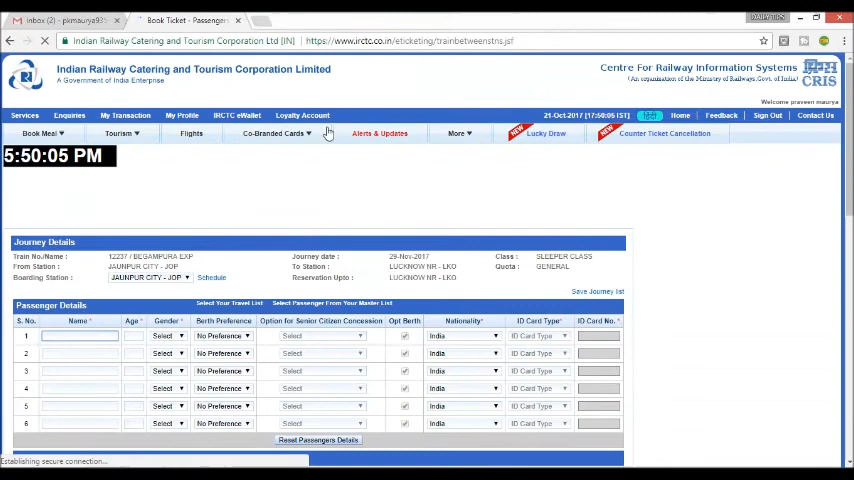 Inbox (2) - pkmaurya935 × Book Ticket - Passengers ×
DAILY TIPS
Indian Railway Catering and Tourism Corporation Ltd [IN] https://www.irctc.co.in/eticketing/trainbetweenstns.jsf
Indian Railway Catering and Tourism Corporation Limited
A Government of India Enterprise
Centre For Railway Information Systems
(An organisation of the Ministry of Railways, Govt. of India)
CRIS
Welcome praveen maurya
Services Enquiries My Transaction My Profile IRCTC eWallet Loyalty Account 21-Oct-2017 [17:50:05 IST] हिंदी Home Feedback Sign Out Contact Us
Book Meal Tourism Flights Co-Branded Cards Alerts & Updates More NEW Lucky Draw NEW Counter Ticket Cancellation
5:50:05 PM
Journey Details
Train No./Name : 12237 / BEGAMPURA EXP Journey date : 29-Nov-2017 Class : SLEEPER CLASS
From Station : JAUNPUR CITY - JOP To Station : LUCKNOW NR - LKO Quota : GENERAL
Boarding Station : JAUNPUR CITY - JOP Schedule Reservation Upto : LUCKNOW NR - LKO
Save Journey list
Passenger Details Select Your Travel List Select Passenger From Your Master List
S. No. Name * Age * Gender * Berth Preference Option for Senior Citizen Concession Opt Berth Nationality* ID Card Type* ID Card No. *
1 Select No Preference Select India ID Card Type
2 Select No Preference Select India ID Card Type
3 Select No Preference Select India ID Card Type
4 Select No Preference Select India ID Card Type
5 Select No Preference Select India ID Card Type
6 Select No Preference Select India ID Card Type
Reset Passengers Details
Establishing secure connection...